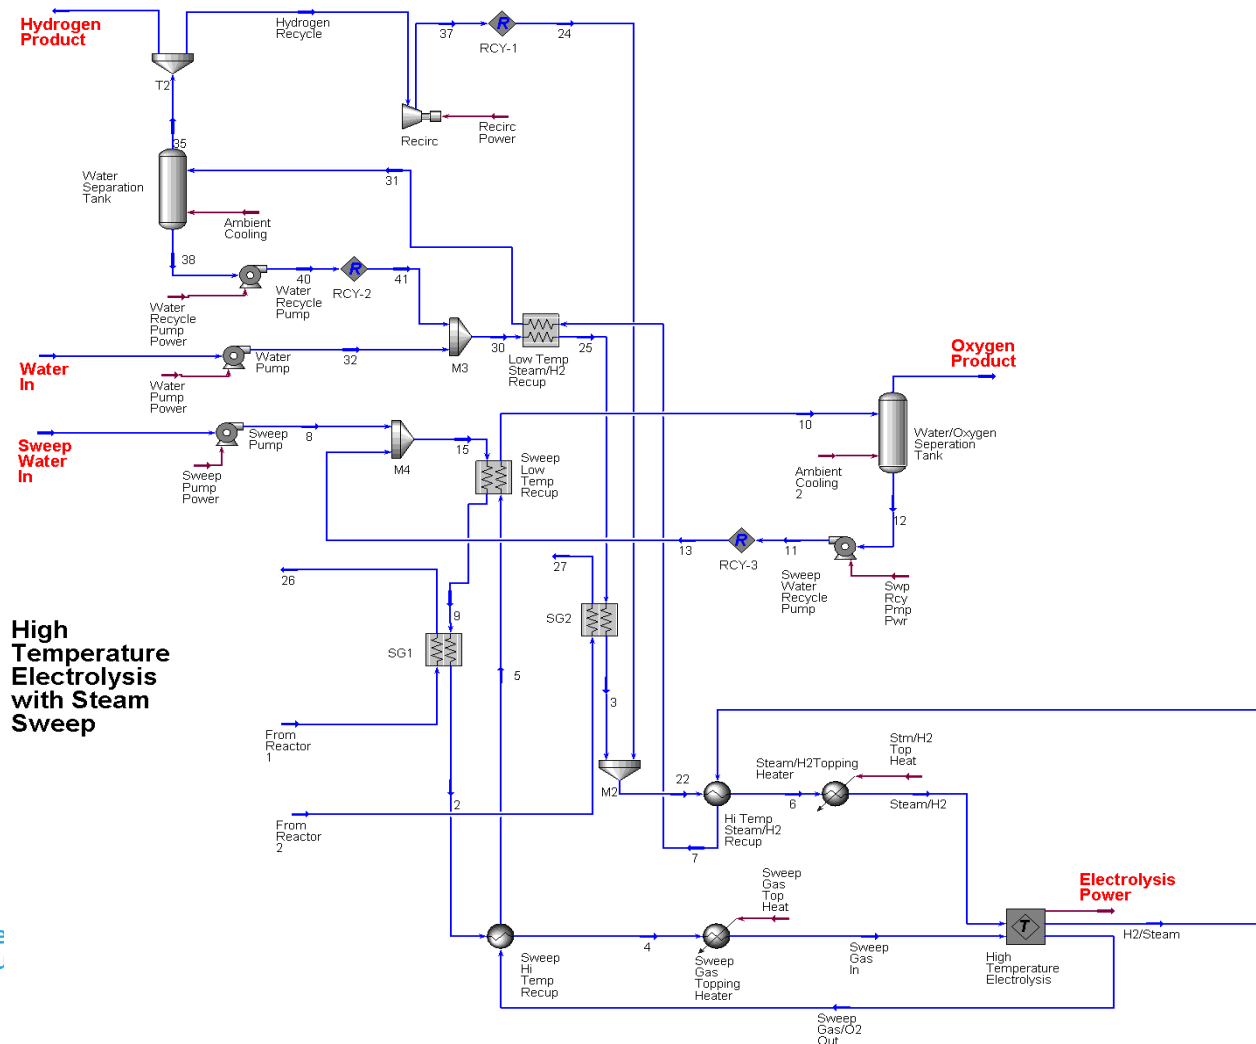 Hydrogen
Product
Hydrogen
Recycle
37
RCY-1
24
T2
Recirc
Recirc
Power
35
Water
Separation
Tank
31
Ambient
Cooling
38
Water
Recycle
Pump
Power
40
Water
Recycle
Pump
RCY-2
41
Water
In
Water
Pump
Water
Pump
Power
32
M3
30
Low Temp
Steam/H2
Recup
25
Oxygen
Product
Sweep
Water
In
Sweep
Pump
Sweep
Pump
Power
8
M4
15
Sweep
Low
Temp
Recup
10
Water/Oxygen
Seperation
Tank
Ambient
Cooling
2
12
13
RCY-3
11
Sweep
Water
Recycle
Pump
Swp
Rcy
Pmp
Pwr
26
27
SG2
9
SG1
5
3
High
Temperature
Electrolysis
with Steam
Sweep
From
Reactor
1
From
Reactor
2
2
M2
22
Hi Temp
Steam/H2
Recup
7
Steam/H2Topping
Heater
6
Stm/H2
Top
Heat
Steam/H2
Sweep
Gas
Top
Heat
Sweep
Hi
Temp
Recup
4
Sweep
Gas
Topping
Heater
Sweep
Gas
In
T
High
Temperature
Electrolysis
Electrolysis
Power
H2/Steam
Sweep
Gas/O2
Out